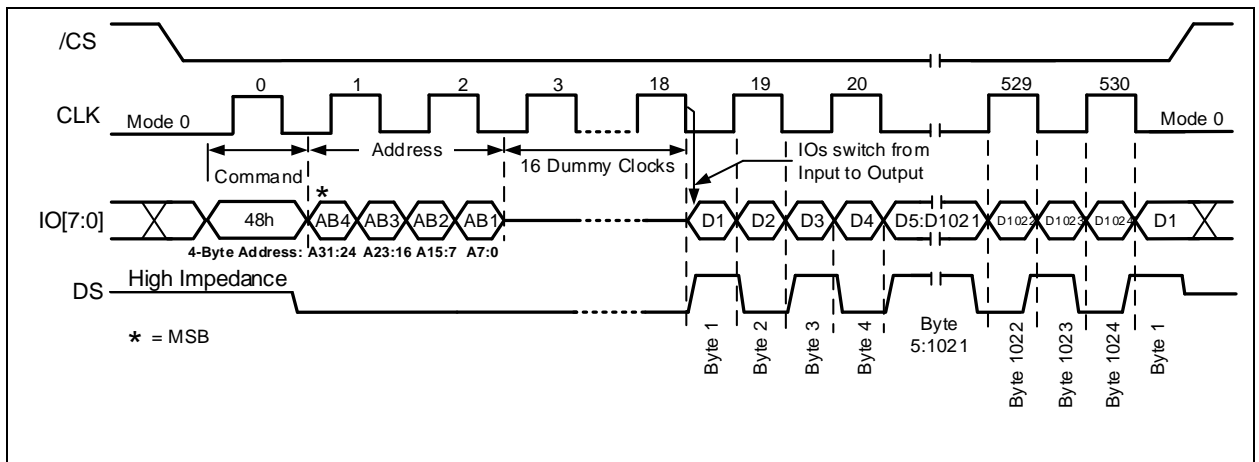 /CS
0 1 2 3 18 19 20 529 530
CLK Mode 0 Mode 0
Address
16 Dummy Clocks
IOs switch from
Input to Output
Command
*
IO[7:0] 48h AB4 AB3 AB2 AB1 D1 D2 D3 D4 D5:D1021 D1022 D1023 D1024 D1
4-Byte Address: A31:24 A23:16 A15:7 A7:0
DS High Impedance
* = MSB
Byte 1
Byte 2
Byte 3
Byte 4
Byte
5:1021
Byte 1022
Byte 1023
Byte 1024
Byte 1